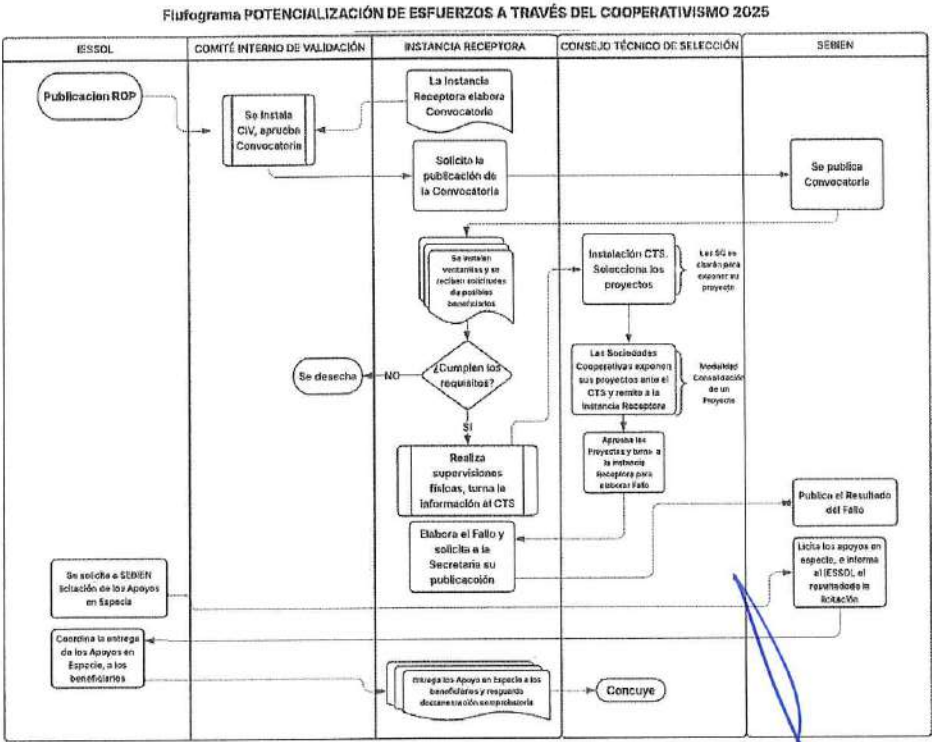 Flufograma POTENCIALIZACIÓN DE ESFUERZOS A TRAVÉS DEL COOPERATIVISMO 2025
IESSOL
COMITÉ INTERNO DE VALIDACIÓN
INSTANCIA RECEPTORA
CONSEJO TÉCNICO DE SELECCIÓN
SEBIEN
Publicacion ROP
Se instala
CIV, aprueba
Convocatoria
La Instancia
Receptora elabora
Convocatoria
Solicita la
publicación de
la Convocatoria
Se publica
Convocatoria
Se instalan
ventanillas y se
reciben solicitudes
de posibles
beneficiarios
Instalación CTS.
Selecciona los
proyectos
Las SC se
citarán para
exponer su
proyecto
¿Cumplen los
requisitos?
NO
Se desecha
SI
Las Sociedades
Cooperativas exponen
sus proyectos ante el
CTS y remite a la
Instancia Receptora
Modalidad
Consolidación
de un
Proyecto
Realiza
supervisiones
físicas, turna la
información al CTS
Aprueba los
Proyectos y turna a
la Instancia
Receptora para
elaborar Fallo
Elabora el Fallo y
solicita a la
Secretaria su
publicacción
Publica el Resultado
del Fallo
Se solicita a SEBIEN
licitación de los Apoyos
en Especie
Licita los apoyos en
especie, e informa
al IESSOL el
resultado de la
licitación
Coordina la entrega
de los Apoyos en
Especie, a los
beneficiarios
Entrega los Apoyo en Especie a los
beneficiarios y resguarda
documentación comprobatoria
Concuye